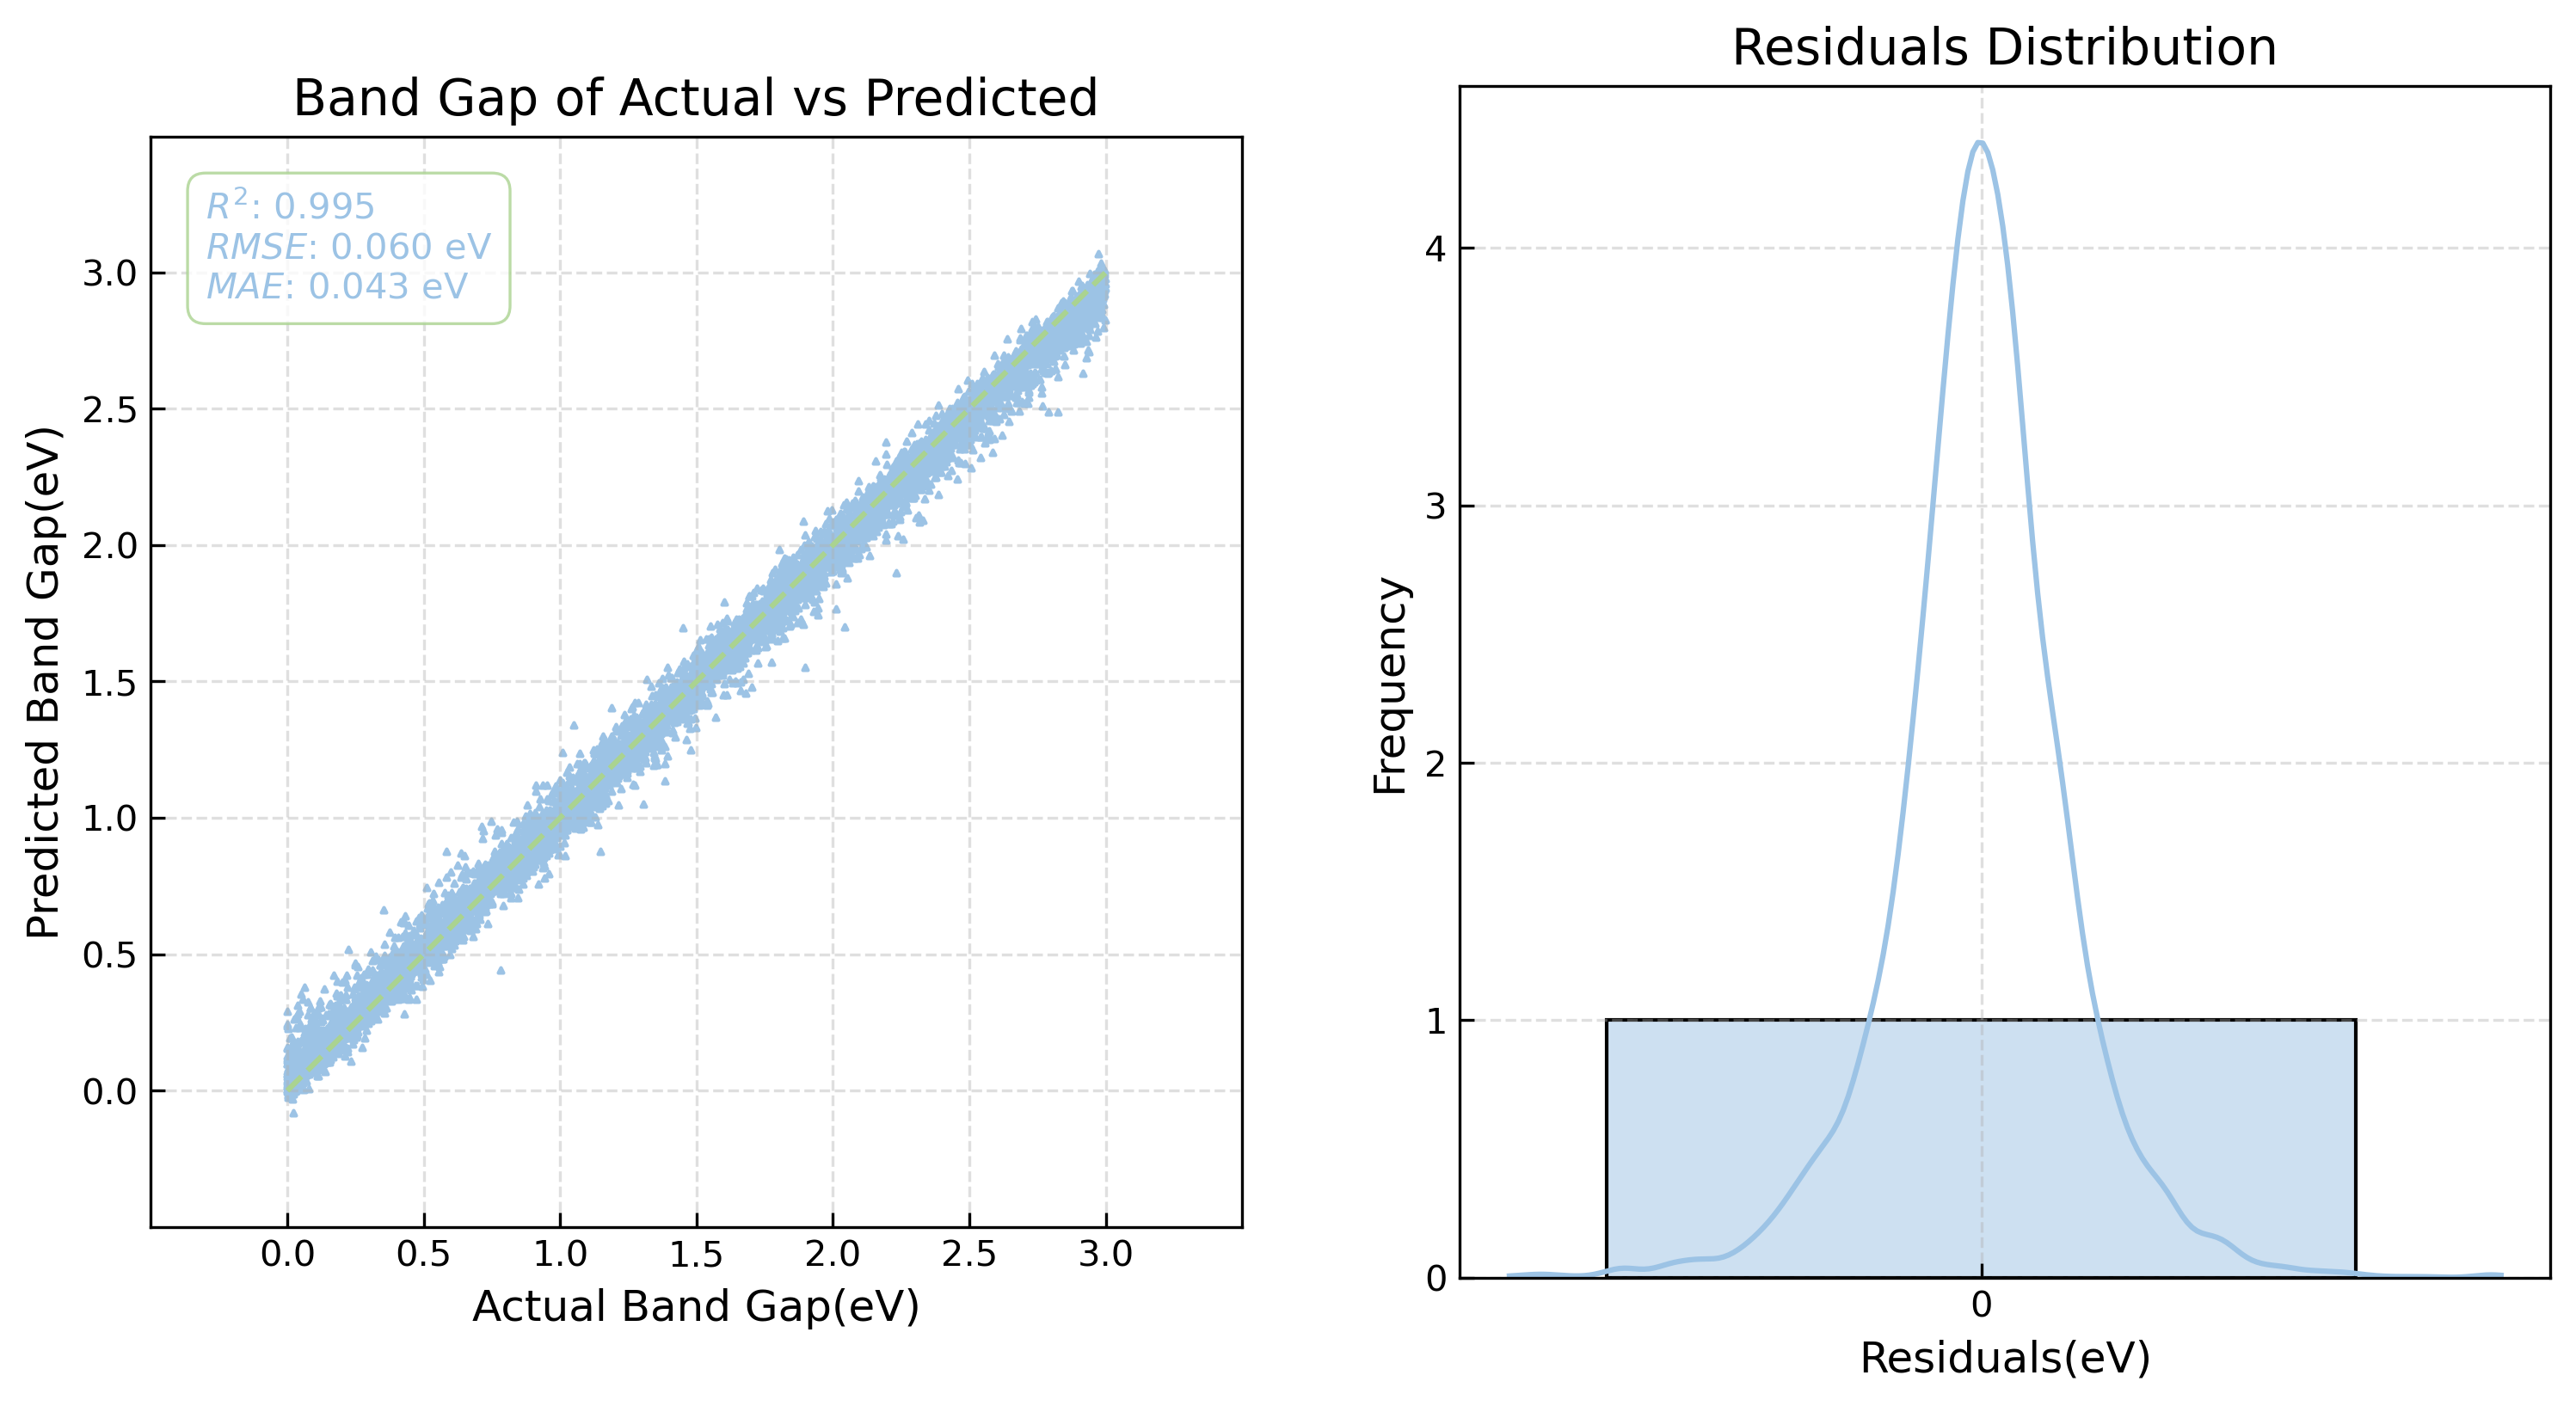 Band Gap of Actual vs Predicted
R²: 0.995
RMSE: 0.060 eV
MAE: 0.043 eV
Predicted Band Gap(eV)
3.0
2.5
2.0
1.5
1.0
0.5
0.0
0.0 0.5 1.0 1.5 2.0 2.5 3.0
Actual Band Gap(eV)
Residuals Distribution
Frequency
4
3
2
1
0
0
Residuals(eV)